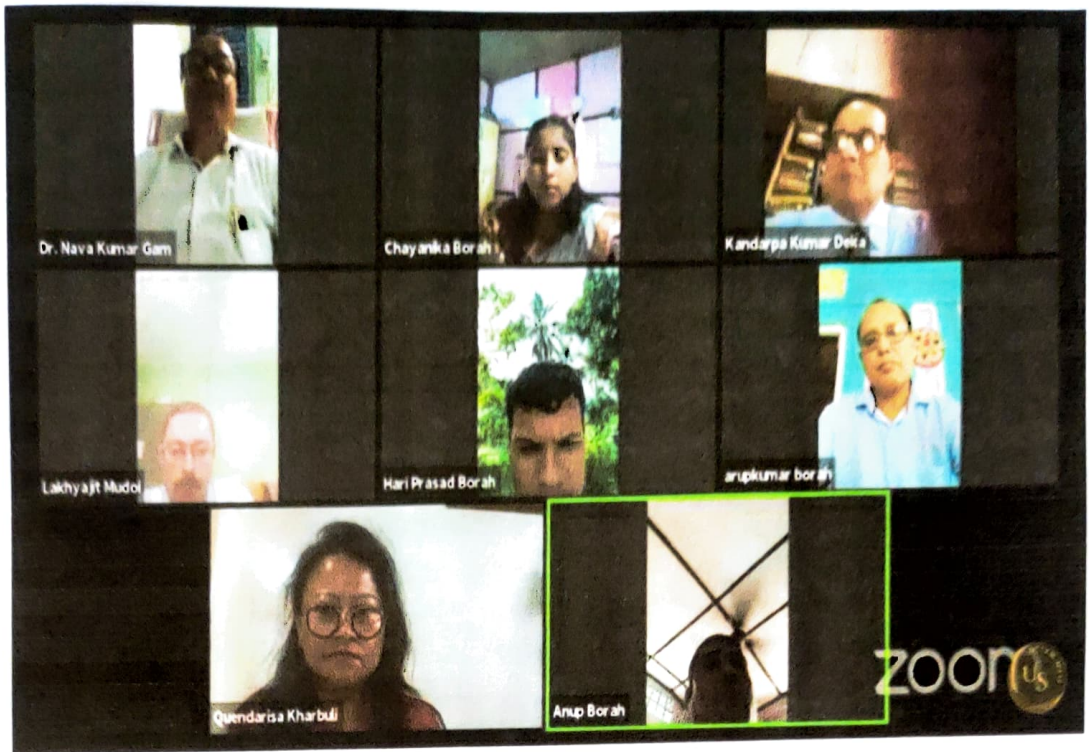 Dr. Nava Kumar Gam
Chayanika Borah
Kandarpa Kumar Deka
Lakhyajit Mudoi
Hari Prasad Borah
arupkumar borah
Quendarisa Kharbuli
Anup Borah
zoom
US